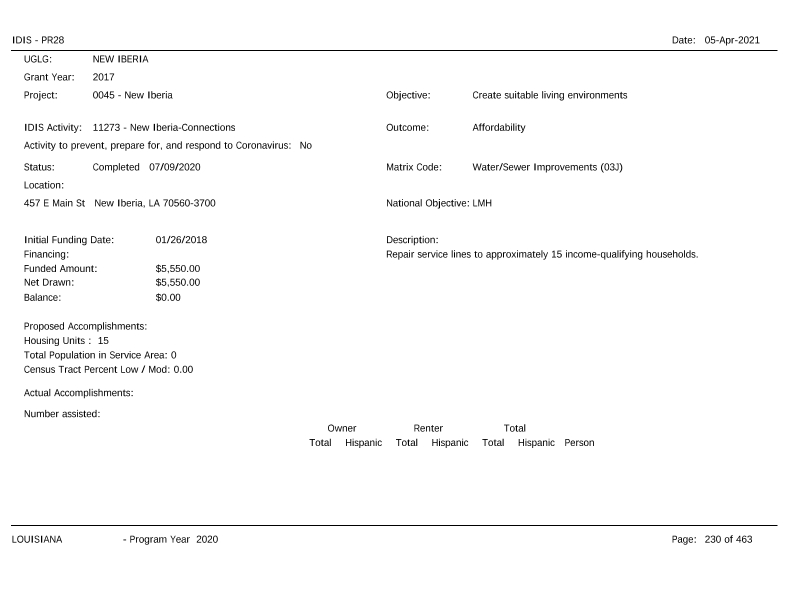 IDIS - PR28 Date: 05-Apr-2021
UGLG: NEW IBERIA
Grant Year: 2017
Project: 0045 - New Iberia Objective: Create suitable living environments
IDIS Activity: 11273 - New Iberia-Connections Outcome: Affordability
Activity to prevent, prepare for, and respond to Coronavirus: No
Status: Completed 07/09/2020 Matrix Code: Water/Sewer Improvements (03J)
Location:
457 E Main St New Iberia, LA 70560-3700 National Objective: LMH
Initial Funding Date: 01/26/2018 Description:
Financing: Repair service lines to approximately 15 income-qualifying households.
Funded Amount: $5,550.00
Net Drawn: $5,550.00
Balance: $0.00
Proposed Accomplishments:
Housing Units : 15
Total Population in Service Area: 0
Census Tract Percent Low / Mod: 0.00
Actual Accomplishments:
Number assisted:
Owner Renter Total
Total Hispanic Total Hispanic Total Hispanic Person
LOUISIANA - Program Year 2020 Page: 230 of 463